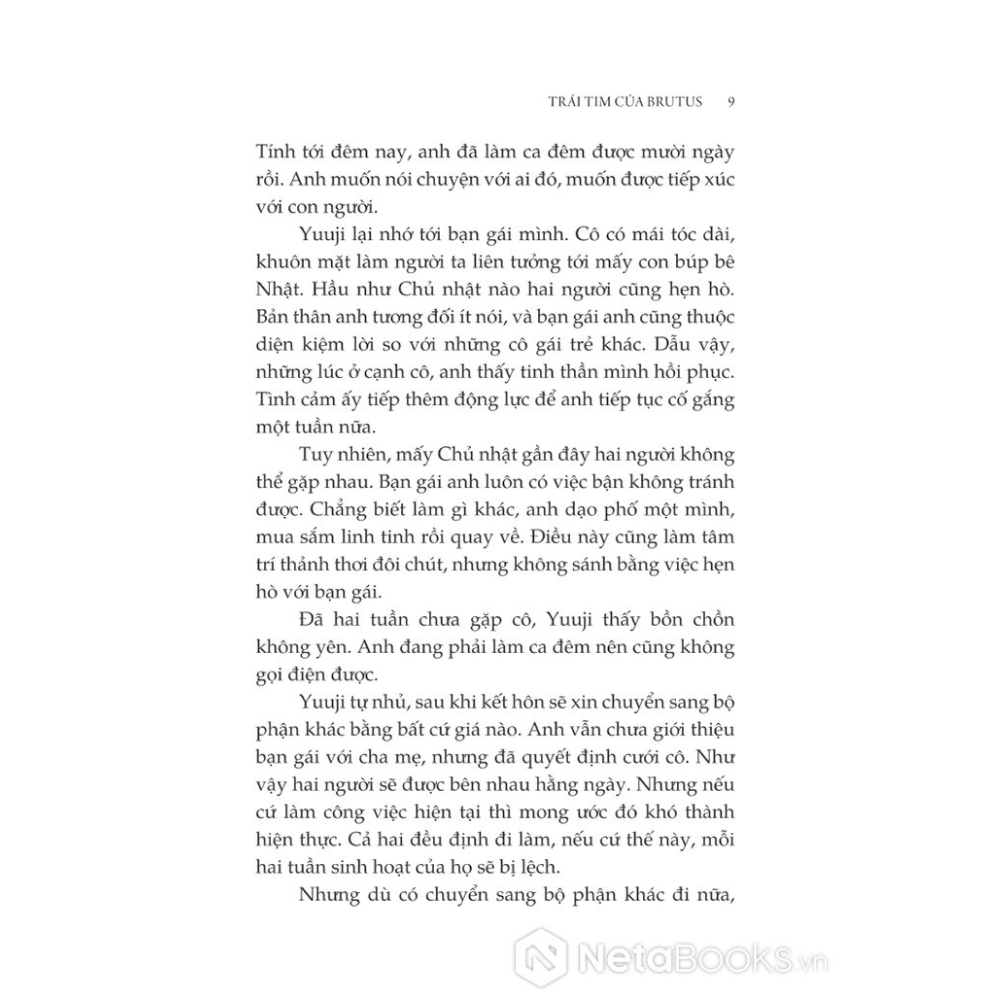 TRÁI TIM CỦA BRUTUS 9
Tính tới đêm nay, anh đã làm ca đêm được mười ngày
rồi. Anh muốn nói chuyện với ai đó, muốn được tiếp xúc
với con người.
Yuuji lại nhớ tới bạn gái mình. Cô có mái tóc dài,
khuôn mặt làm người ta liên tưởng tới mấy con búp bê
Nhật. Hầu như Chủ nhật nào hai người cũng hẹn hò.
Bản thân anh tương đối ít nói, và bạn gái anh cũng thuộc
diện kiệm lời so với những cô gái trẻ khác. Dẫu vậy,
những lúc ở cạnh cô, anh thấy tinh thần mình hồi phục.
Tình cảm ấy tiếp thêm động lực để anh tiếp tục cố gắng
một tuần nữa.
Tuy nhiên, mấy Chủ nhật gần đây hai người không
thể gặp nhau. Bạn gái anh luôn có việc bận không tránh
được. Chẳng biết làm gì khác, anh dạo phố một mình,
mua sắm linh tinh rồi quay về. Điều này cũng làm tâm
trí thảnh thơi đôi chút, nhưng không sánh bằng việc hẹn
hò với bạn gái.
Đã hai tuần chưa gặp cô, Yuuji thấy bồn chồn
không yên. Anh đang phải làm ca đêm nên cũng không
gọi điện được.
Yuuji tự nhủ, sau khi kết hôn sẽ xin chuyển sang bộ
phận khác bằng bất cứ giá nào. Anh vẫn chưa giới thiệu
bạn gái với cha mẹ, nhưng đã quyết định cưới cô. Như
vậy hai người sẽ được bên nhau hằng ngày. Nhưng nếu
cứ làm công việc hiện tại thì mong ước đó khó thành
hiện thực. Cả hai đều định đi làm, nếu cứ thế này, mỗi
hai tuần sinh hoạt của họ sẽ bị lệch.
Nhưng dù có chuyển sang bộ phận khác đi nữa,
NetaBooks.vn